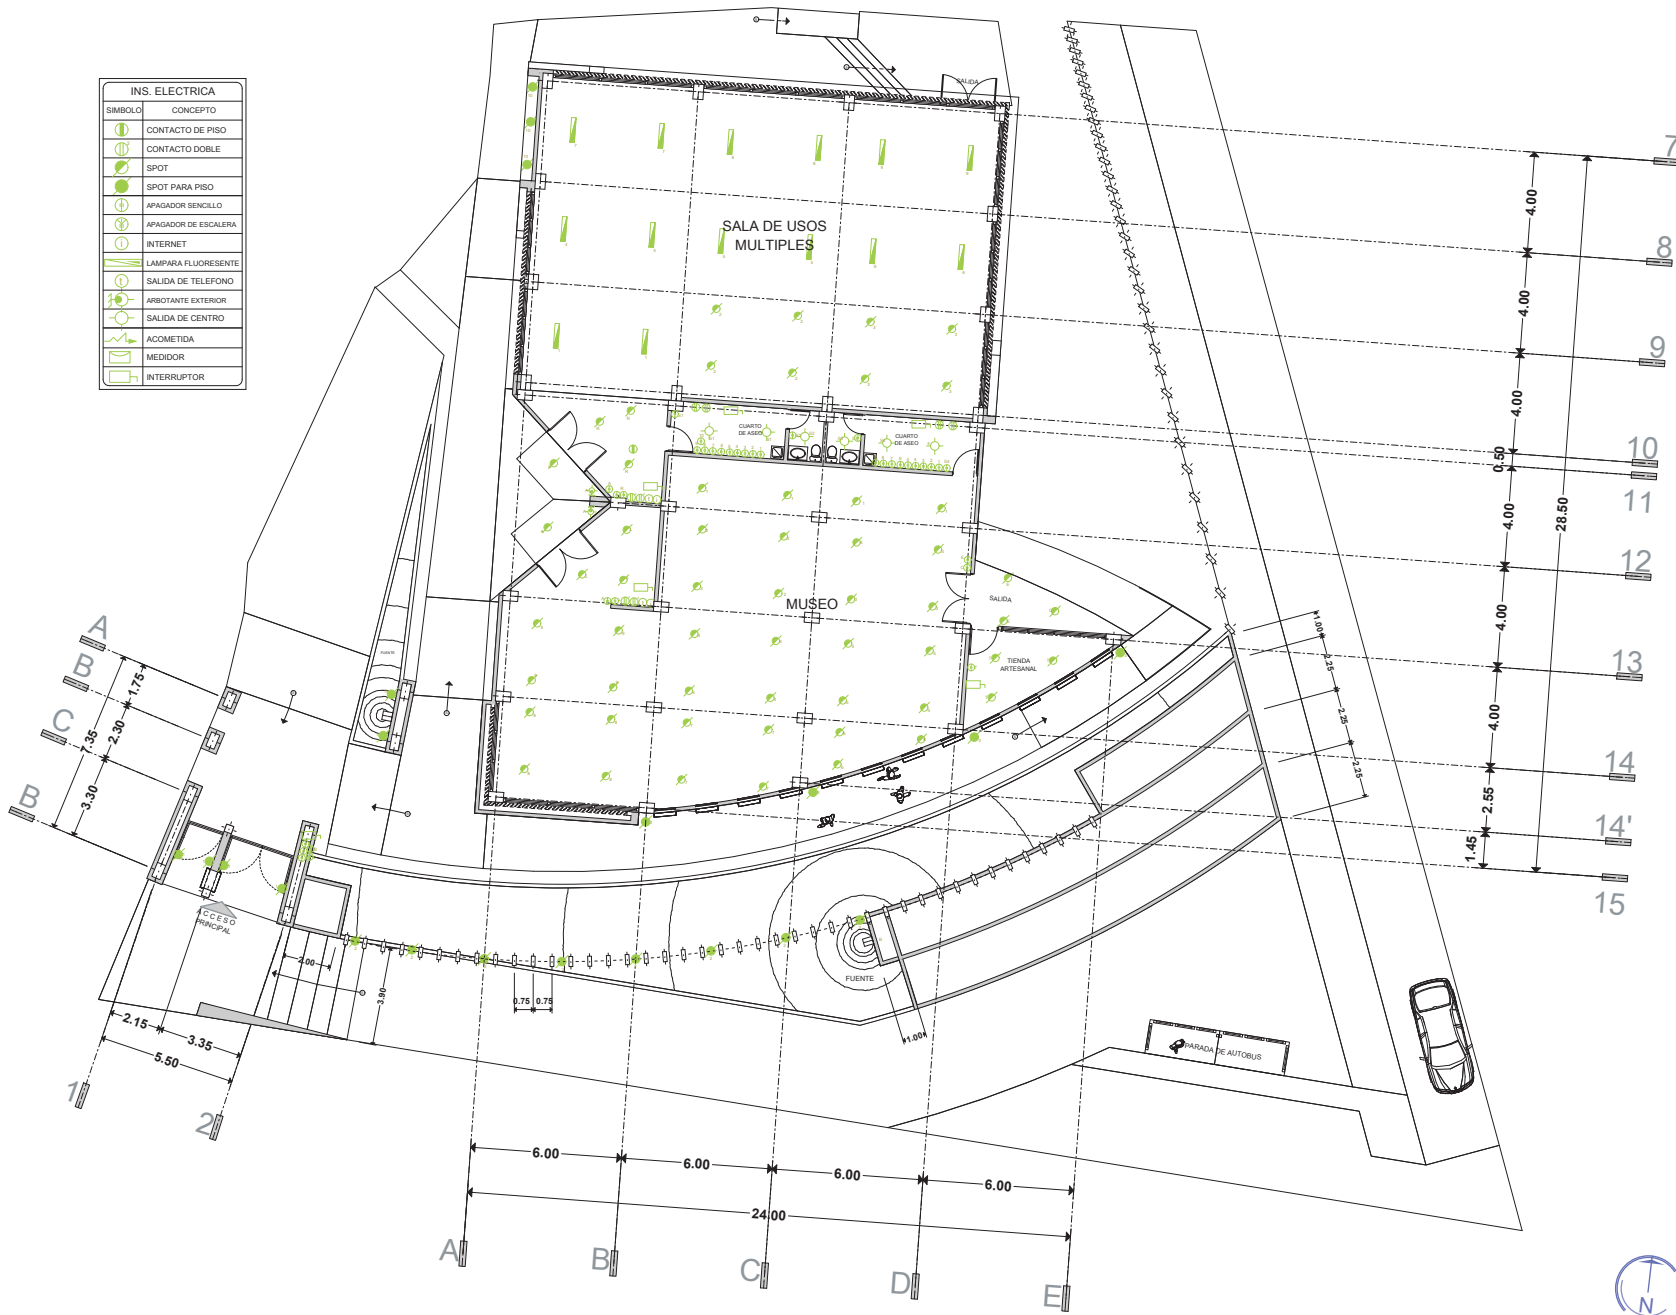 INS. ELECTRICA
SIMBOLO CONCEPTO
CONTACTO DE PISO
CONTACTO DOBLE
SPOT
SPOT PARA PISO
APAGADOR SENCILLO
APAGADOR DE ESCALERA
INTERNET
LAMPARA FLUORESENTE
SALIDA DE TELEFONO
ARBOTANTE EXTERIOR
SALIDA DE CENTRO
ACOMETIDA
MEDIDOR
INTERRUPTOR
SALIDA
SALA DE USOS
MULTIPLES
CUARTO
DE ASEO
CUARTO
DE ASEO
MUSEO
SALIDA
TIENDA
ARTESANAL
FUENTE
ACCESO
PRINCIPAL
FUENTE
PARADA DE AUTOBUS
7
8
9
10
11
12
13
14
14'
15
4.00
4.00
4.00
0.50
4.00
4.00
4.00
2.55
1.45
28.50
1.00
2.25
2.25
2.25
A
B
C
B
1.75
2.30
3.30
7.35
2.00
3.90
0.75 0.75
1.00
2.15
3.35
5.50
1
2
6.00
6.00
6.00
6.00
24.00
A
B
C
D
E
N